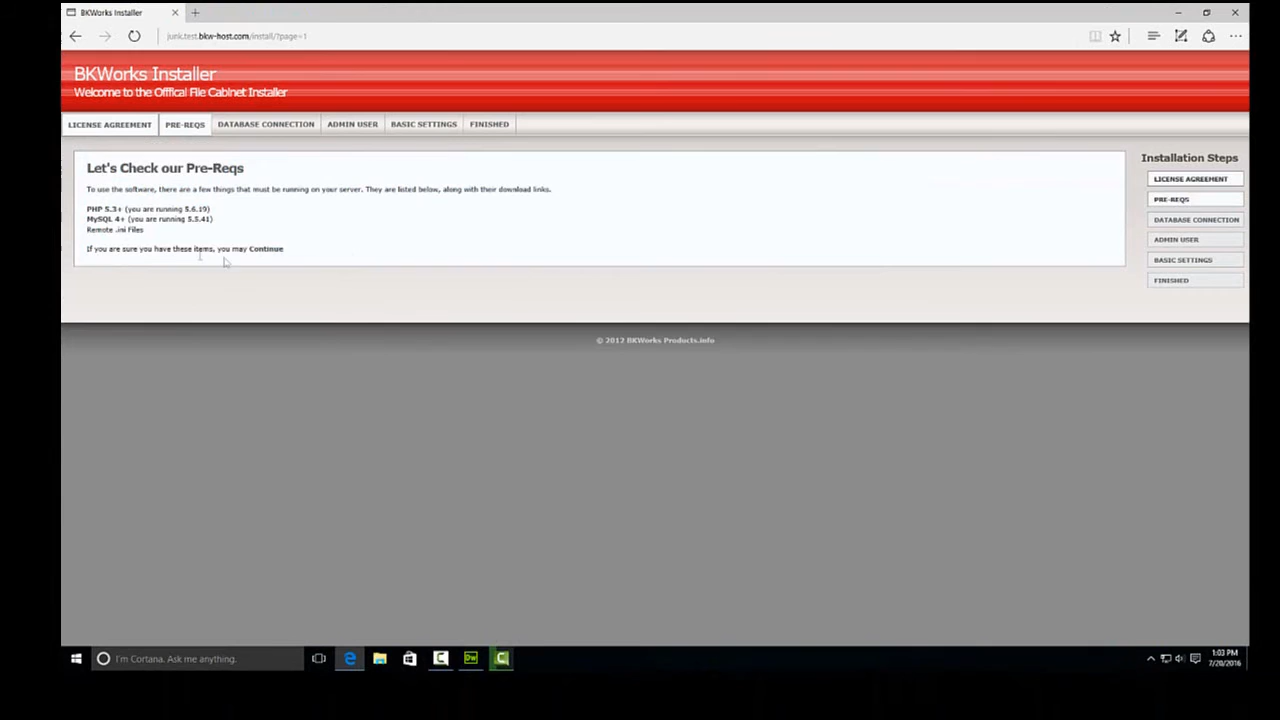 BKWorks Installer
junk.test.bkw-host.com/install/?page=1
BKWorks Installer
Welcome to the Offfical File Cabinet Installer
LICENSE AGREEMENT PRE-REQS DATABASE CONNECTION ADMIN USER BASIC SETTINGS FINISHED
Let's Check our Pre-Reqs
To use the software, there are a few things that must be running on your server. They are listed below, along with their download links.
PHP 5.3+ (you are running 5.6.19)
MySQL 4+ (you are running 5.5.41)
Remote .ini Files
If you are sure you have these items, you may Continue
Installation Steps
LICENSE AGREEMENT
PRE-REQS
DATABASE CONNECTION
ADMIN USER
BASIC SETTINGS
FINISHED
© 2012 BKWorks Products.info
I'm Cortana. Ask me anything.
Dw
1:03 PM
7/20/2016